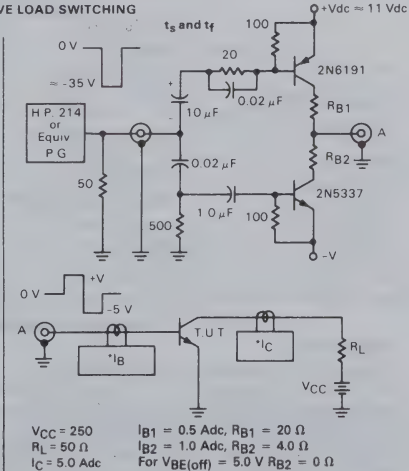 VE LOAD SWITCHING
ts and tf
+Vdc ≈ 11 Vdc
0 V
≈ -35 V
100
20
2N6191
0.02 µF
+
10 µF
RB1
H.P. 214
or
Equiv
P G
A
RB2
0.02 µF
50
2N5337
1.0 µF
500
100
-V
0 V
+V
-5 V
A
T.U.T
*IB
*IC
RL
VCC
VCC = 250
RL = 50 Ω
IC = 5.0 Adc
IB1 = 0.5 Adc, RB1 = 20 Ω
IB2 = 1.0 Adc, RB2 = 4.0 Ω
For VBE(off) = 5.0 V RB2 = 0 Ω